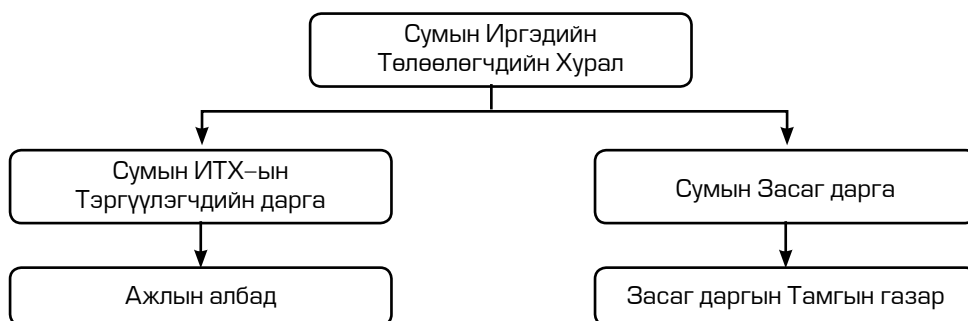 Сумын Иргэдийн
Төлөөлөгчдийн Хурал
Сумын ИТХ–ын
Тэргүүлэгчдийн дарга
Сумын Засаг дарга
Ажлын албад
Засаг даргын Тамгын газар